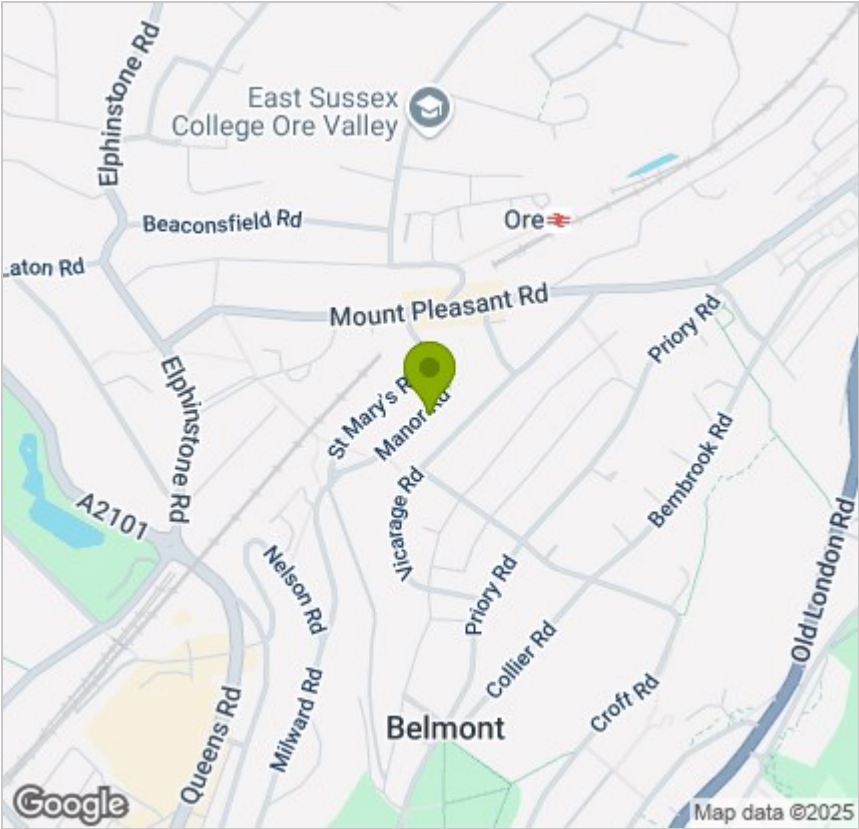 Elphinstone Rd
East Sussex
College Ore Valley
Beaconsfield Rd
Ore
Laton Rd
Mount Pleasant Rd
Priory Rd
Elphinstone Rd
St Mary's R
Manor Rd
Bembrook Rd
Vicarage Rd
A2101
Nelson Rd
Old London Rd
Priory Rd
Collier Rd
Milward Rd
Croft Rd
Queens Rd
Belmont
Google
Map data ©2025